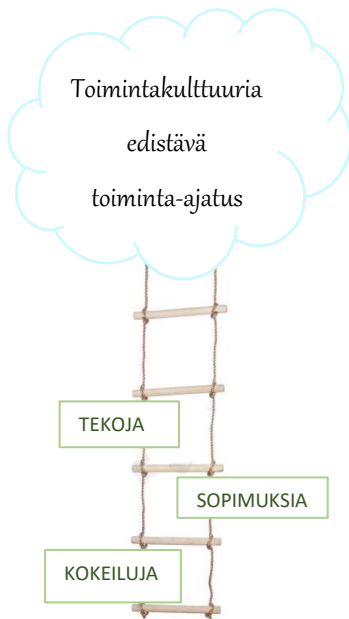 Toimintakulttuuria
edistävä
toiminta-ajatus
TEKOJA
SOPIMUKSIA
KOKEILUJA